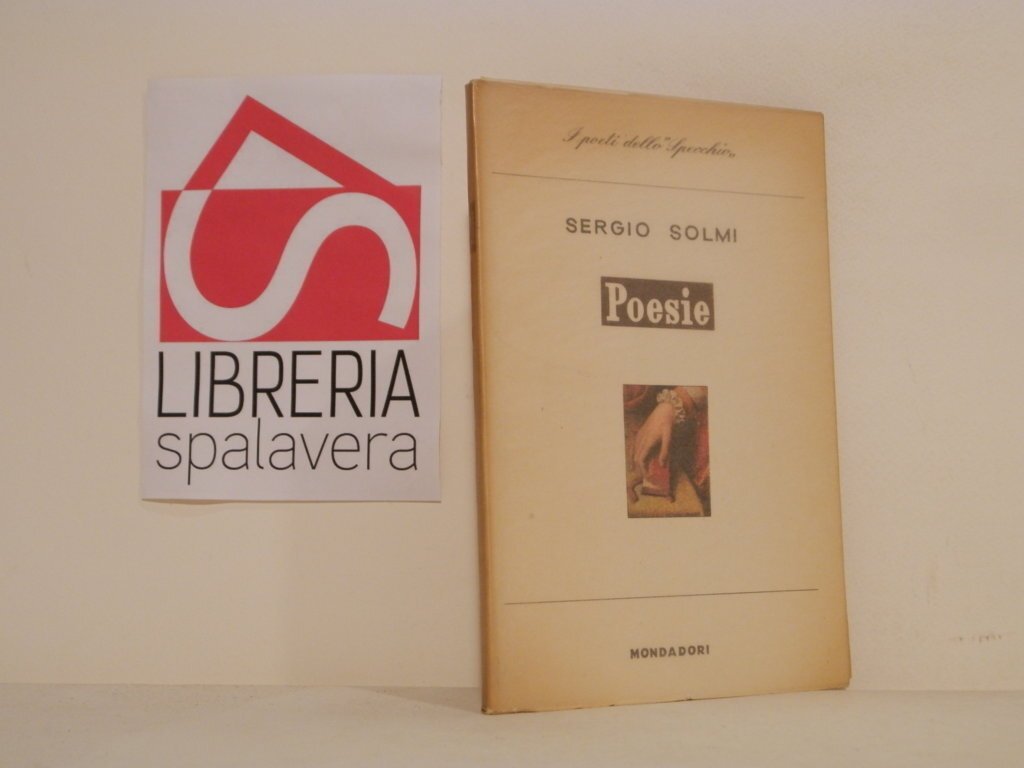 LIBRERIA
spalavera
I poeti dello "Specchio„
SERGIO SOLMI
Poesie
MONDADORI